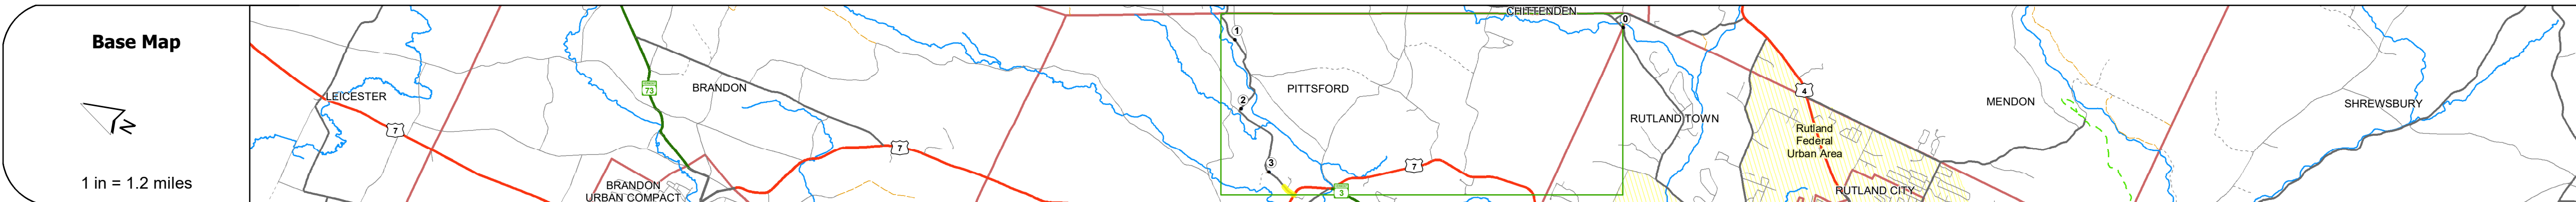 Base Map
N
1 in = 1.2 miles
LEICESTER
7
73
BRANDON
7
BRANDON
URBAN COMPACT
CHITTENDEN
0
1
2
3
PITTSFORD
7
3
RUTLAND TOWN
4
Rutland
Federal
Urban Area
RUTLAND CITY
MENDON
SHREWSBURY